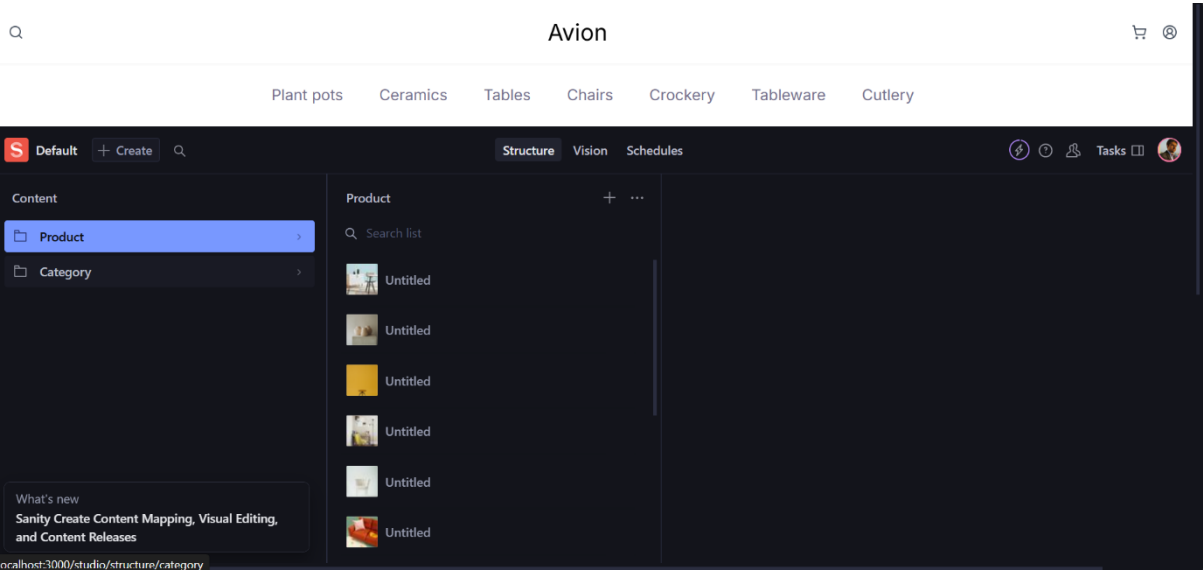 Avion
Plant pots Ceramics Tables Chairs Crockery Tableware Cutlery
S Default + Create Structure Vision Schedules Tasks
Content
Product
Category
Product
Search list
Untitled
Untitled
Untitled
Untitled
Untitled
Untitled
What's new
Sanity Create Content Mapping, Visual Editing,
and Content Releases
ocalhost:3000/studio/structure/category